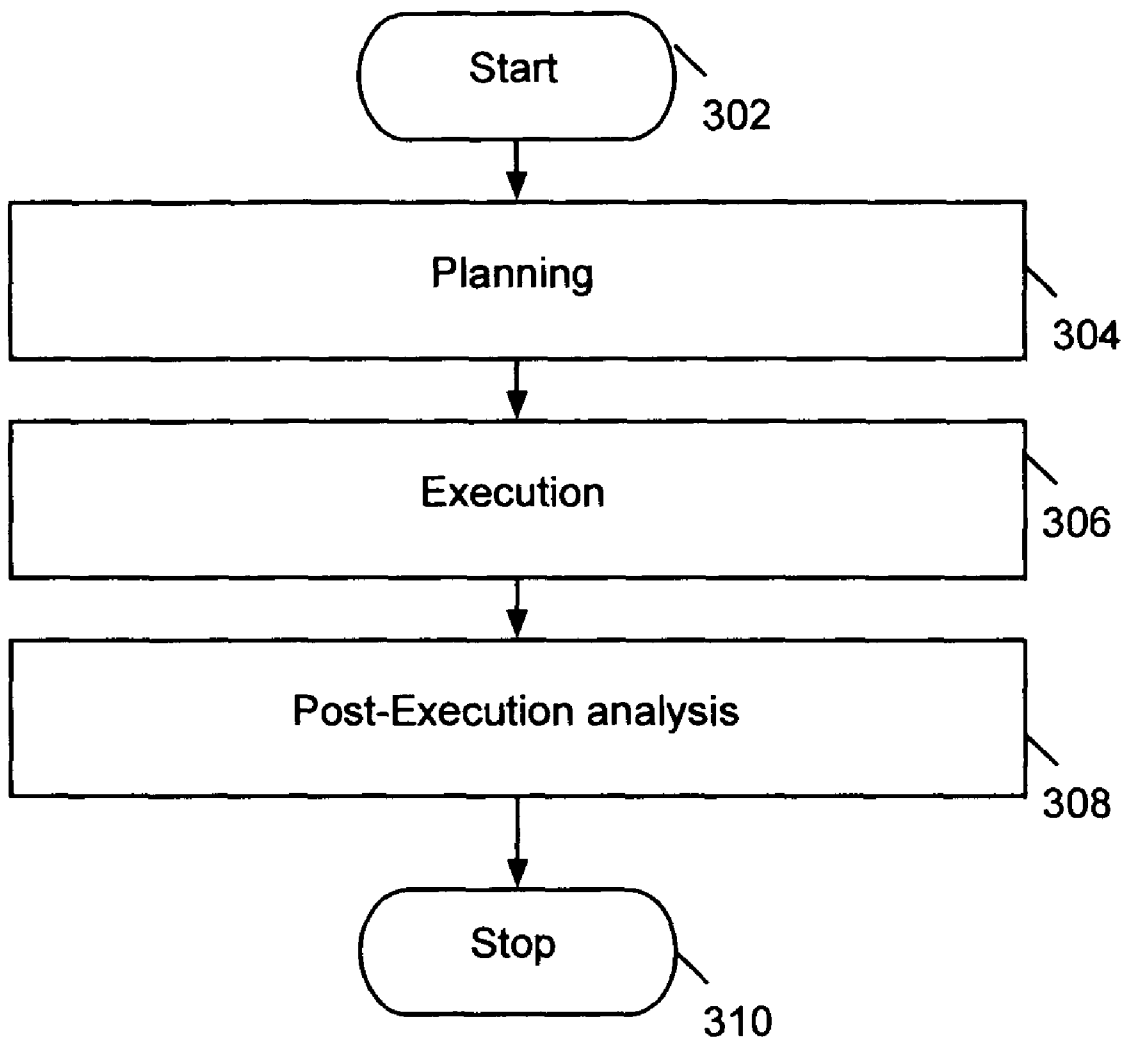 Start
302
Planning
304
Execution
306
Post-Execution analysis
308
Stop
310